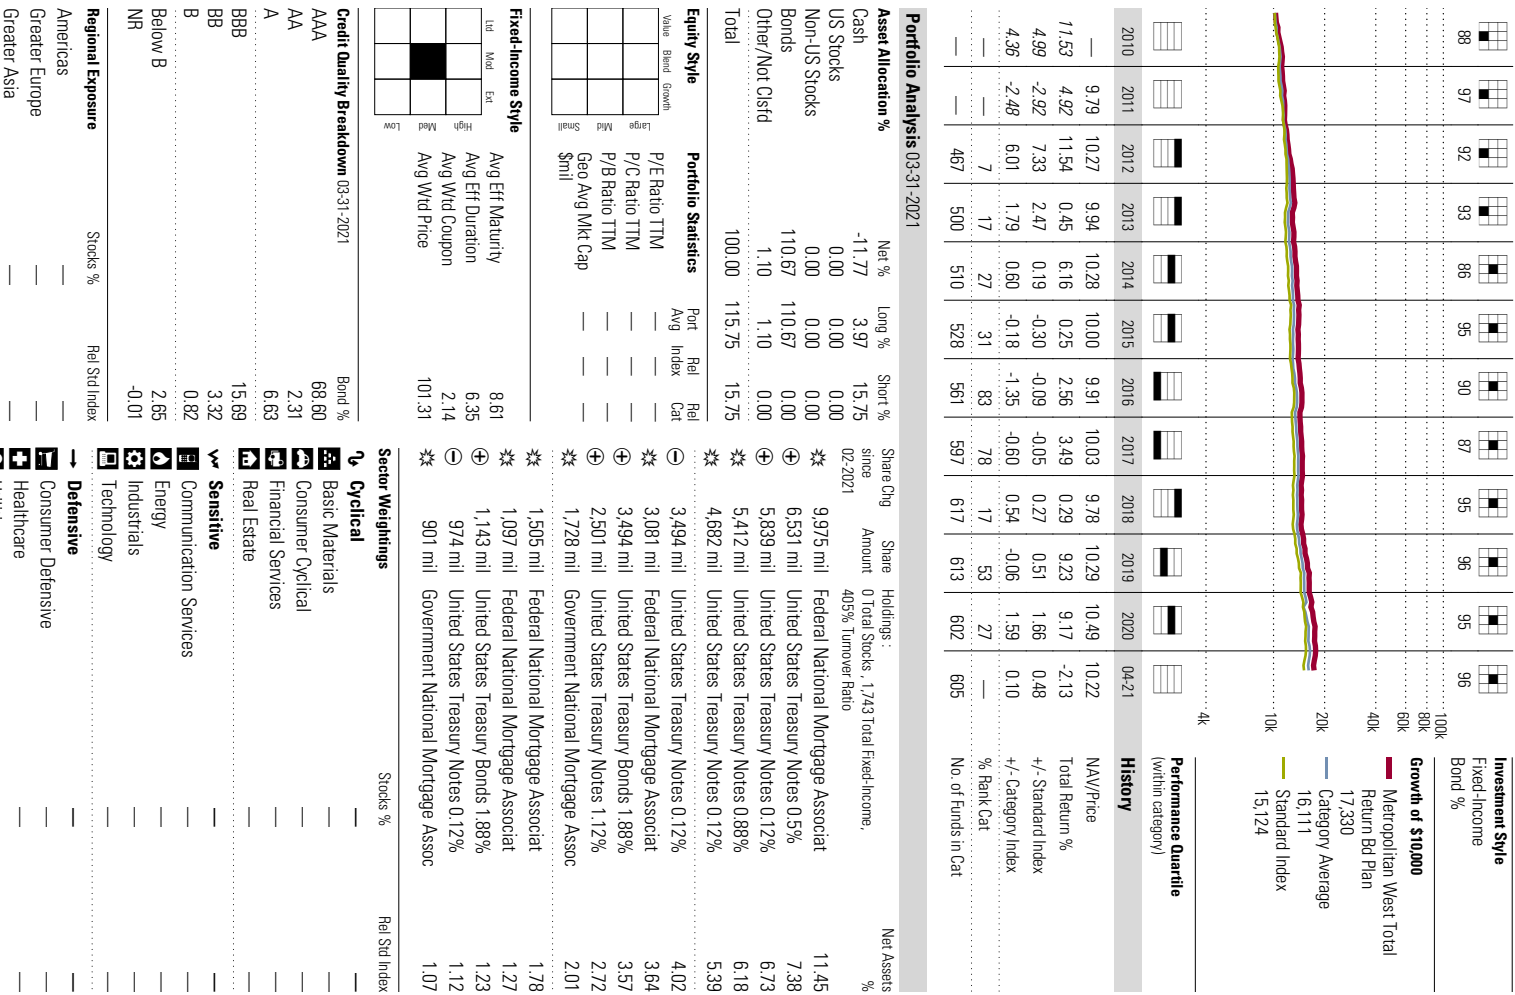 88 97 92 93 86 95 90 87 95 96 95 96
Investment Style
Fixed-Income
Bond %
100k
80k
60k
40k
20k
10k
4k
Growth of $10,000
Metropolitan West Total
Return Bd Plan
17,330
Category Average
16,111
Standard Index
15,124
Performance Quartile
(within category)
2010 2011 2012 2013 2014 2015 2016 2017 2018 2019 2020 04-21 History
— 9.79 10.27 9.94 10.28 10.00 9.91 10.03 9.78 10.29 10.49 10.22 NAV/Price
11.53 4.92 11.54 0.45 6.16 0.25 2.56 3.49 0.29 9.23 9.17 -2.13 Total Return %
4.99 -2.92 7.33 2.47 0.19 -0.30 -0.09 -0.05 0.27 0.51 1.66 0.48 +/- Standard Index
4.36 -2.48 6.01 1.79 0.60 -0.18 -1.35 -0.60 0.54 -0.06 1.59 0.10 +/- Category Index
— — 7 17 27 31 83 78 17 53 27 — % Rank Cat
— — 467 500 510 528 561 597 617 613 602 605 No. of Funds in Cat
Portfolio Analysis 03-31-2021
Asset Allocation % Net % Long % Short %
Cash -11.77 3.97 15.75
US Stocks 0.00 0.00 0.00
Non-US Stocks 0.00 0.00 0.00
Bonds 110.67 110.67 0.00
Other/Not Clsfd 1.10 1.10 0.00
Total 100.00 115.75 15.75
Equity Style
Value Blend Growth
Large
Mid
Small
Portfolio Statistics Port Avg Rel Index Rel Cat
P/E Ratio TTM — — —
P/C Ratio TTM — — —
P/B Ratio TTM — — —
Geo Avg Mkt Cap $mil — — —
Fixed-Income Style
Ltd Mod Ext
High
Med
Low
Avg Eff Maturity 8.61
Avg Eff Duration 6.35
Avg Wtd Coupon 2.14
Avg Wtd Price 101.31
Credit Quality Breakdown 03-31-2021 Bond %
AAA 68.60
AA 2.31
A 6.63
BBB 15.69
BB 3.32
B 0.82
Below B 2.65
NR -0.01
Regional Exposure Stocks % Rel Std Index
Americas — —
Greater Europe — —
Greater Asia — —
Share Chg since 02-2021 Share Amount Holdings : 0 Total Stocks , 1,743 Total Fixed-Income, 405% Turnover Ratio Net Assets %
9,975 mil Federal National Mortgage Associat 11.45
6,531 mil United States Treasury Notes 0.5% 7.38
5,839 mil United States Treasury Notes 0.12% 6.73
5,412 mil United States Treasury Notes 0.88% 6.18
4,682 mil United States Treasury Notes 0.12% 5.39
3,494 mil United States Treasury Notes 0.12% 4.02
3,081 mil Federal National Mortgage Associat 3.64
3,494 mil United States Treasury Bonds 1.88% 3.57
2,501 mil United States Treasury Notes 1.12% 2.72
1,728 mil Government National Mortgage Assoc 2.01
1,505 mil Federal National Mortgage Associat 1.78
1,097 mil Federal National Mortgage Associat 1.27
1,143 mil United States Treasury Bonds 1.88% 1.23
974 mil United States Treasury Notes 0.12% 1.12
901 mil Government National Mortgage Assoc 1.07
Sector Weightings Stocks % Rel Std Index
Cyclical — —
Basic Materials — —
Consumer Cyclical — —
Financial Services — —
Real Estate — —
Sensitive — —
Communication Services — —
Energy — —
Industrials — —
Technology — —
Defensive — —
Consumer Defensive — —
Healthcare — —